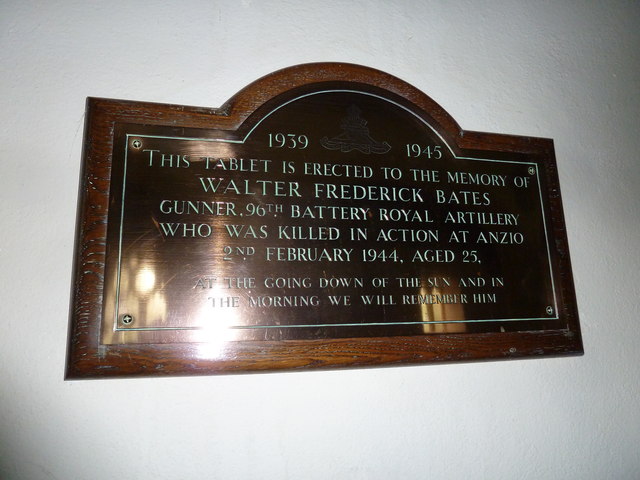 1939 1945
THIS TABLET IS ERECTED TO THE MEMORY OF
WALTER FREDERICK BATES
GUNNER, 96TH BATTERY ROYAL ARTILLERY
WHO WAS KILLED IN ACTION AT ANZIO
2ND FEBRUARY 1944, AGED 25.
AT THE GOING DOWN OF THE SUN AND IN
THE MORNING WE WILL REMEMBER HIM